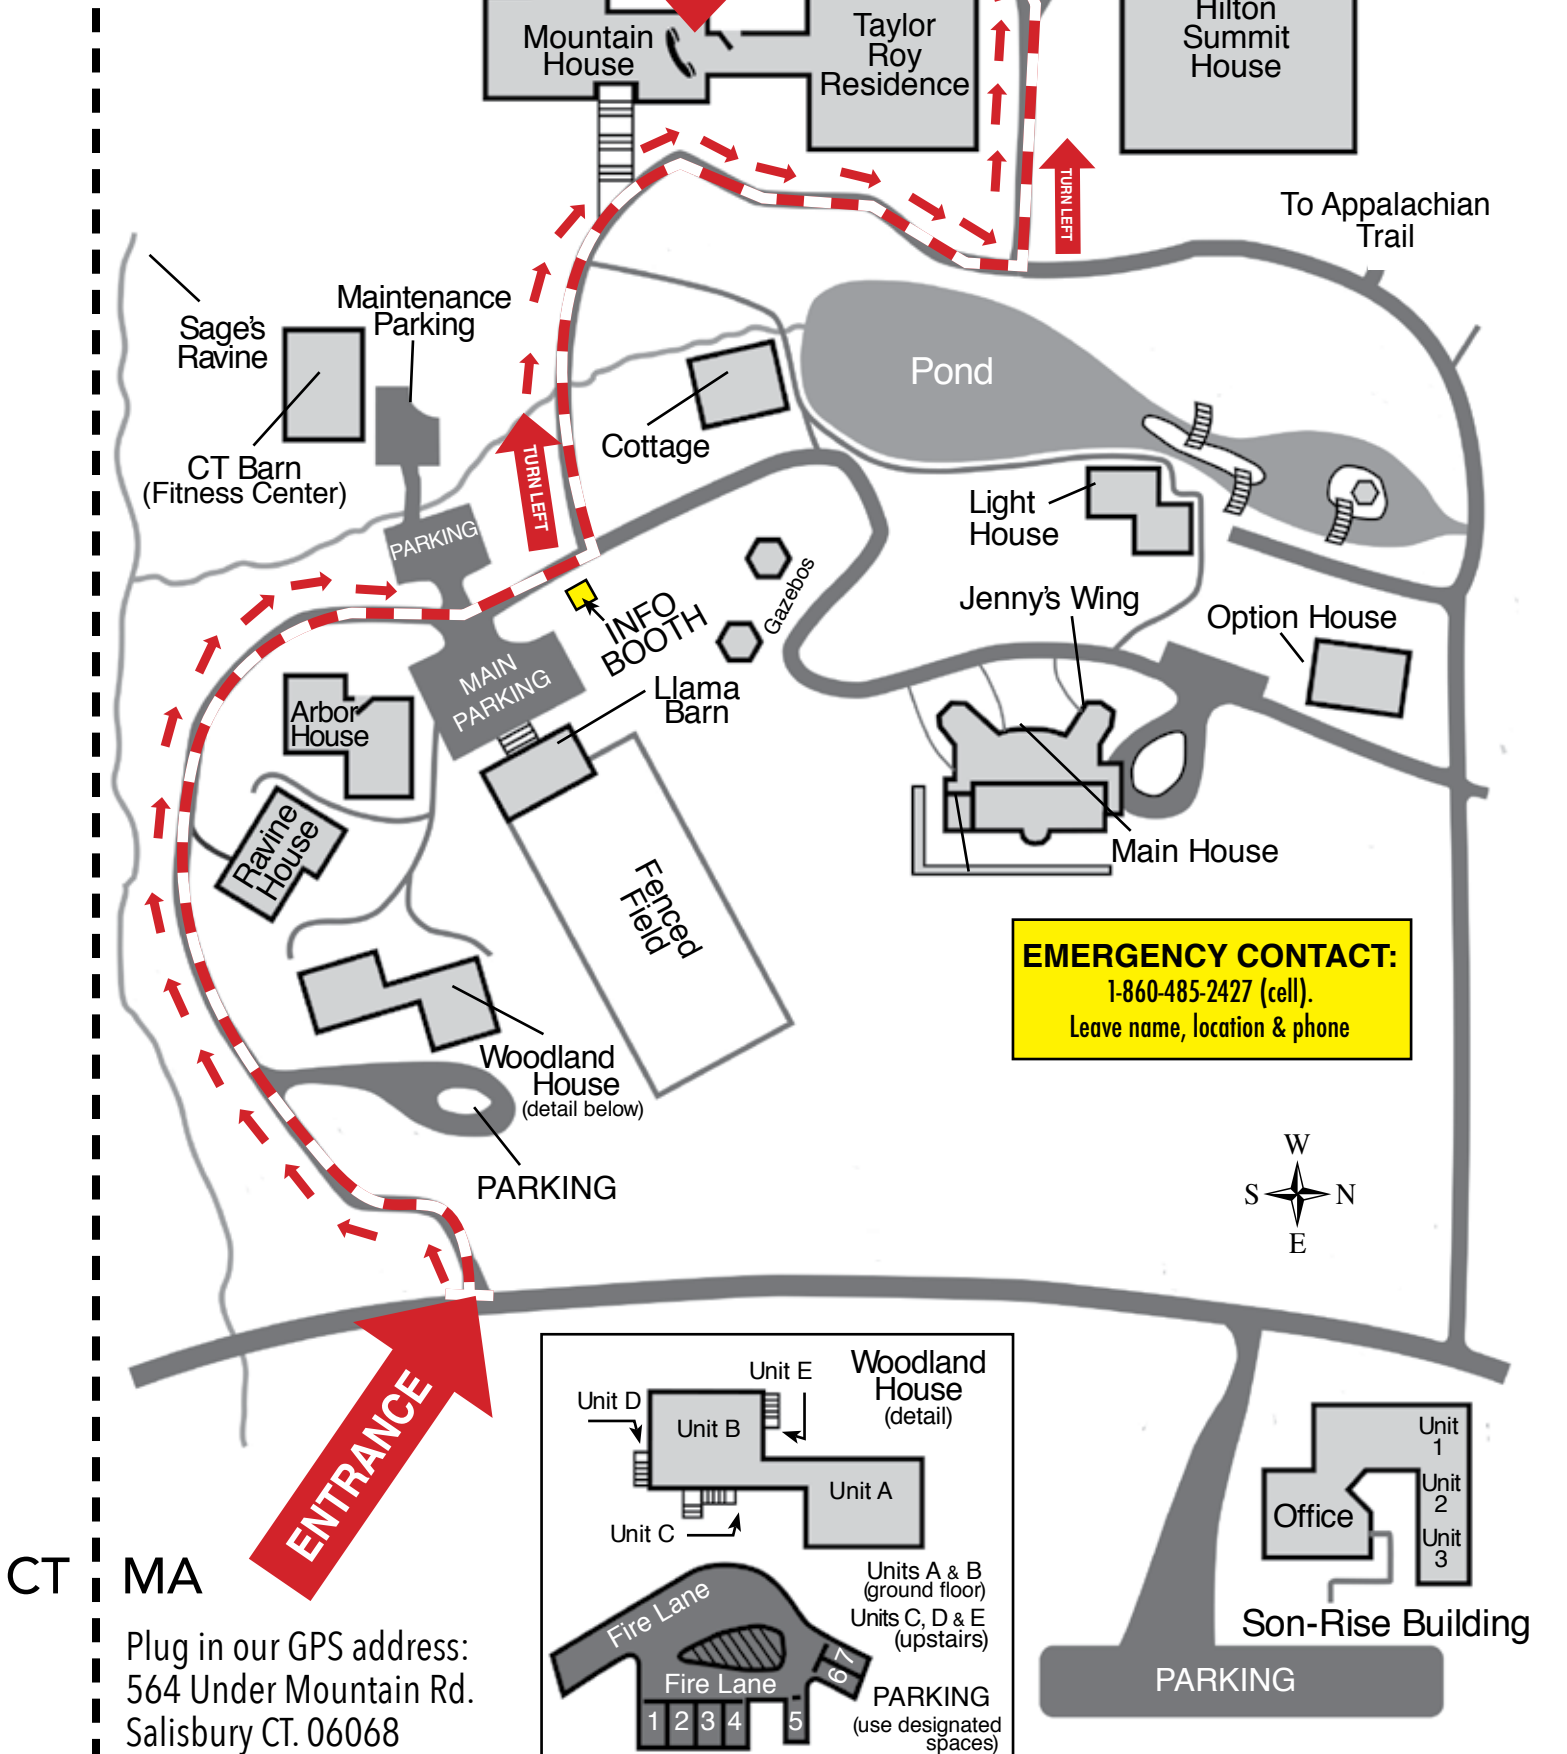 Mountain
House
Taylor
Roy
Residence
Hilton
Summit
House
TURN LEFT
To Appalachian
Trail
Sage's
Ravine
Maintenance
Parking
Pond
Cottage
CT Barn
(Fitness Center)
TURN LEFT
PARKING
Light
House
Gazebos
INFO
BOOTH
Jenny's Wing
Option House
MAIN
PARKING
Llama
Barn
Arbor
House
Ravine
House
Fenced
Field
Main House
EMERGENCY CONTACT:
1-860-485-2427 (cell).
Leave name, location & phone
Woodland
House
(detail below)
PARKING
W
S N
E
ENTRANCE
Woodland
House
(detail)
Unit E
Unit D
Unit B
Unit A
Unit C
Units A & B
(ground floor)
Units C, D & E
(upstairs)
Fire Lane
Fire Lane
1 2 3 4 5 6 7
PARKING
(use designated
spaces)
Unit
1
Unit
2
Unit
3
Office
Son-Rise Building
PARKING
CT MA
Plug in our GPS address:
564 Under Mountain Rd.
Salisbury CT. 06068